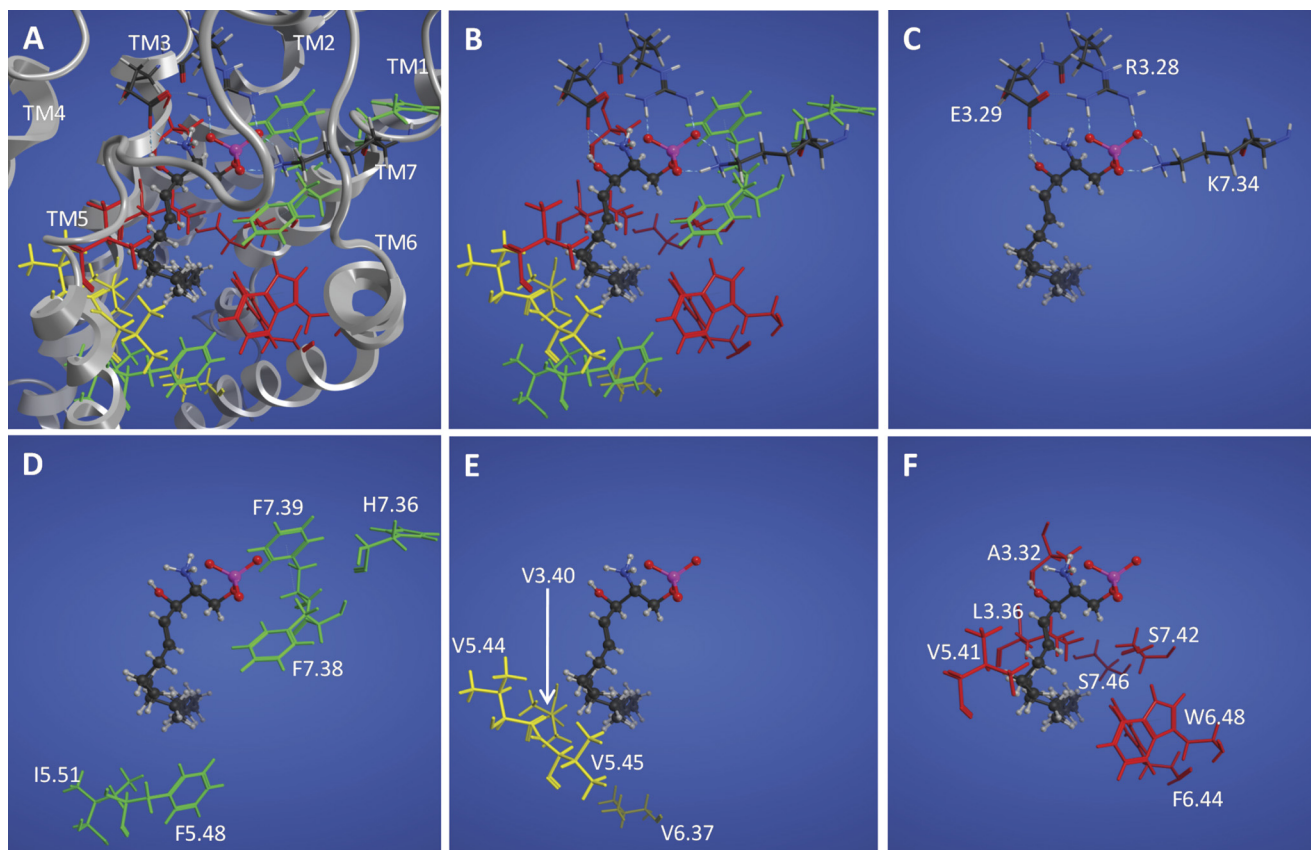 A
TM3
TM2
TM1
TM4
TM7
TM5
TM6
B
C
R3.28
E3.29
K7.34
D
F7.39
H7.36
F7.38
I5.51
F5.48
E
V3.40
V5.44
V5.45
V6.37
F
A3.32
L3.36
S7.42
V5.41
S7.46
W6.48
F6.44